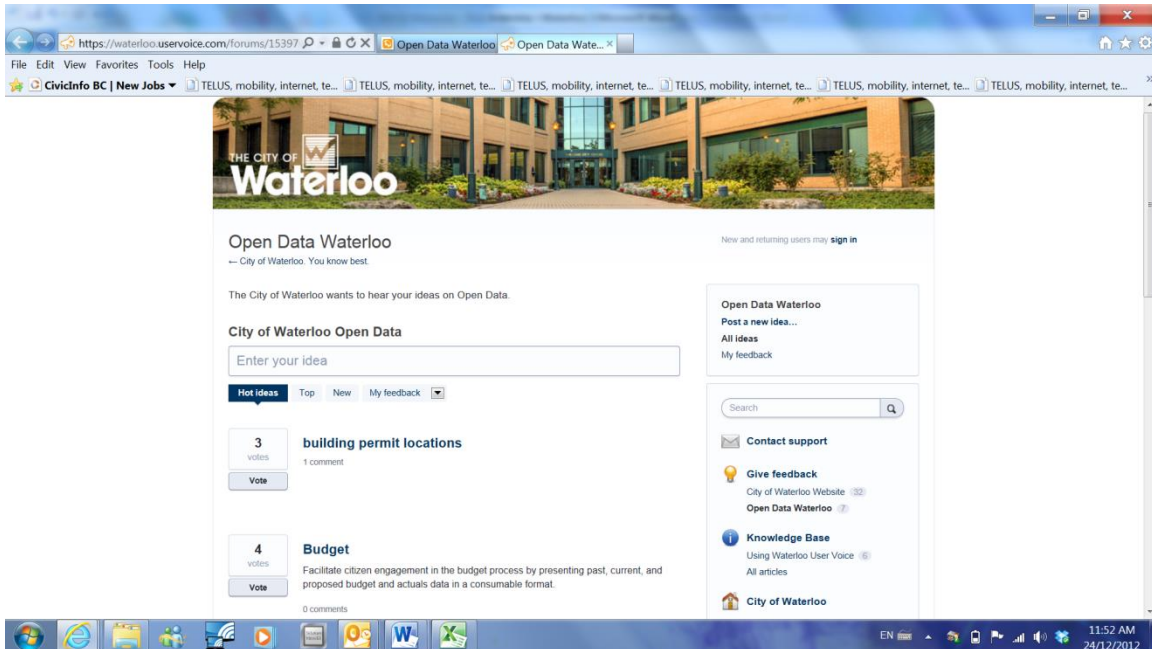 https://waterloo.uservoice.com/forums/15397
Open Data Waterloo
Open Data Wate...
File Edit View Favorites Tools Help
CivicInfo BC | New Jobs
TELUS, mobility, internet, te...
TELUS, mobility, internet, te...
TELUS, mobility, internet, te...
TELUS, mobility, internet, te...
TELUS, mobility, internet, te...
TELUS, mobility, internet, te...
THE CITY OF
Waterloo
Open Data Waterloo
← City of Waterloo. You know best.
New and returning users may sign in
The City of Waterloo wants to hear your ideas on Open Data.
City of Waterloo Open Data
Enter your idea
Hot ideas Top New My feedback
3
votes
Vote
building permit locations
1 comment
4
votes
Vote
Budget
Facilitate citizen engagement in the budget process by presenting past, current, and
proposed budget and actuals data in a consumable format.
0 comments
Open Data Waterloo
Post a new idea...
All ideas
My feedback
Search
Contact support
Give feedback
City of Waterloo Website 32
Open Data Waterloo 7
Knowledge Base
Using Waterloo User Voice 6
All articles
City of Waterloo
EN
11:52 AM
24/12/2012